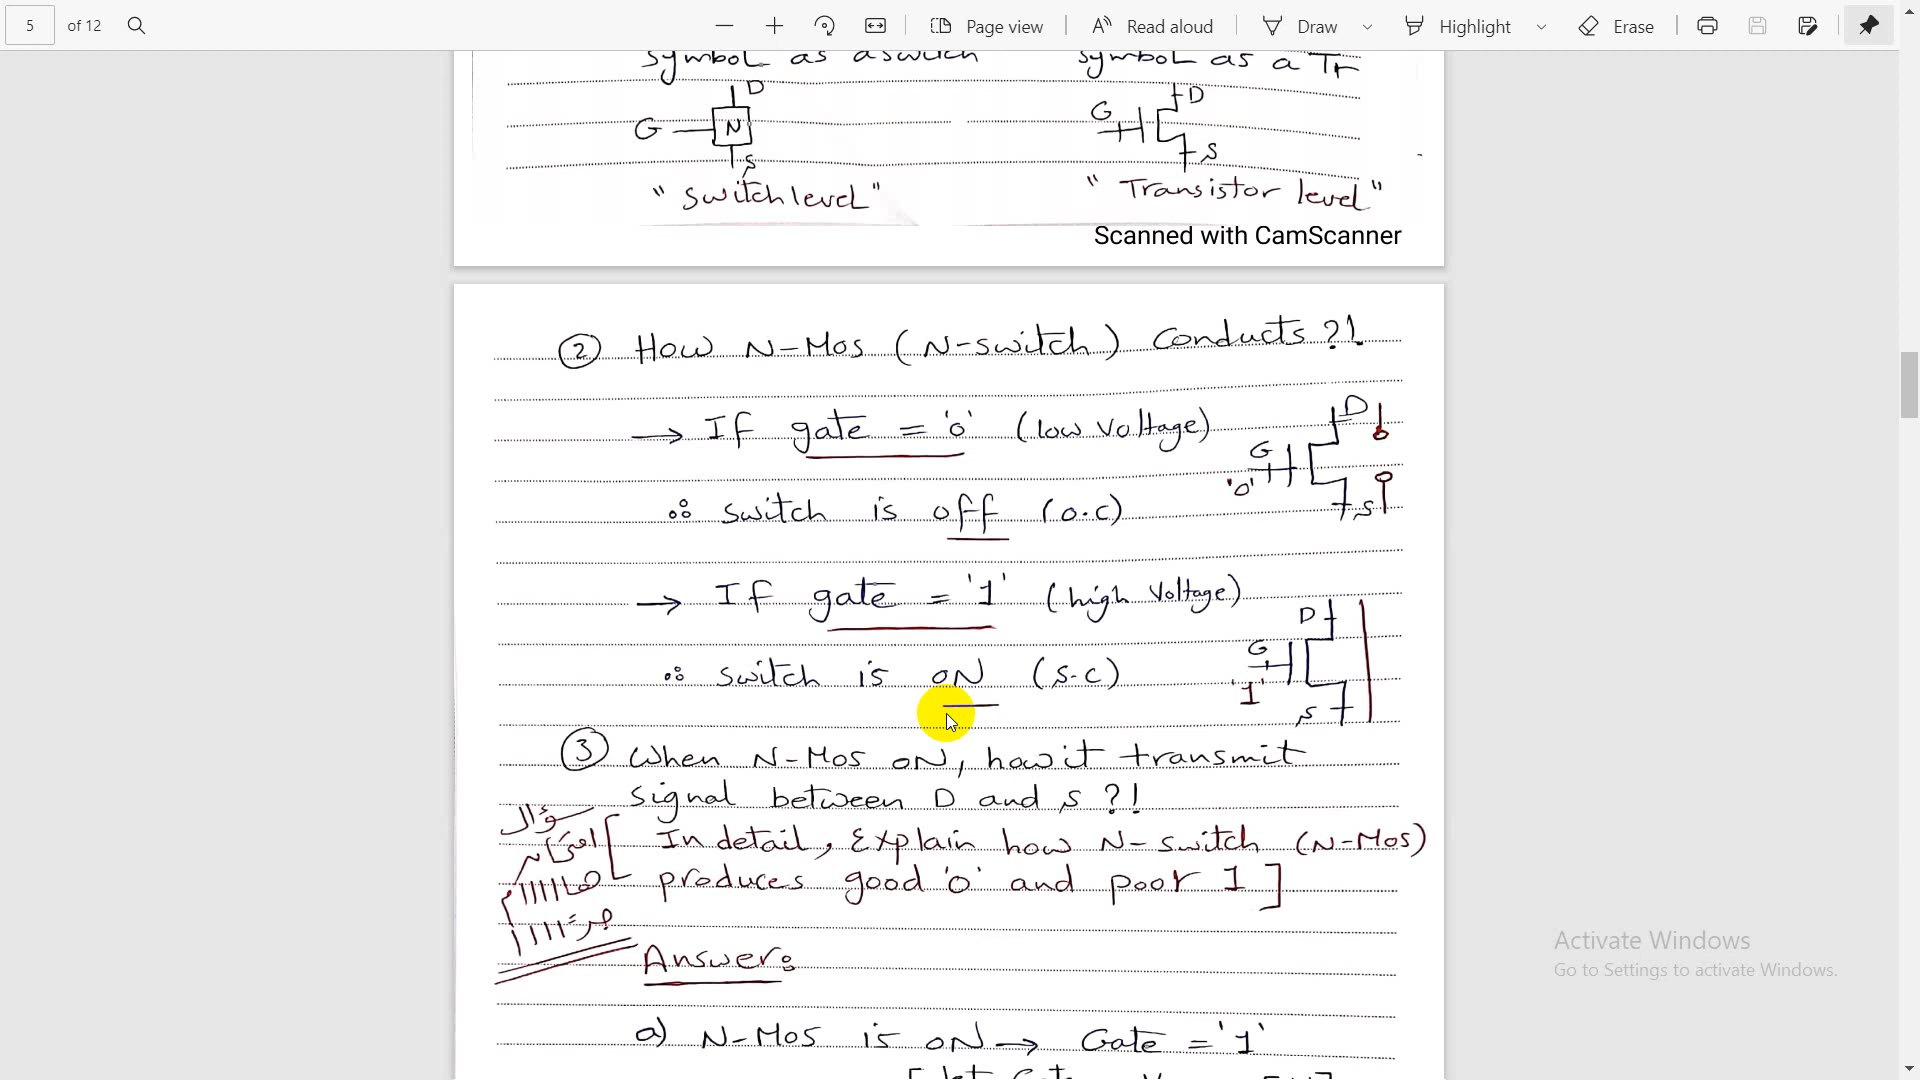 5 of 12 Page view Read aloud Draw Highlight Erase
symbol as a switch symbol as a Tr
D D
G N G
S S
"Switch level" "Transistor level"
Scanned with CamScanner
② How N-Mos (N-switch) Conducts ?!
→ If gate = '0' (low voltage)
D
G
'0'
S
∴ switch is off (o.c)
→ If gate = '1' (high voltage)
D
G
'1'
S
∴ switch is ON (s.c)
③ When N-Mos ON, how it transmit
signal between D and S ?!
سؤال
امتحان
[ In detail, Explain how N-switch (N-Mos)
هااااام
produces good '0' and poor 1 ]
Answer:
a) N-Mos is ON → Gate = '1'
Activate Windows
Go to Settings to activate Windows.